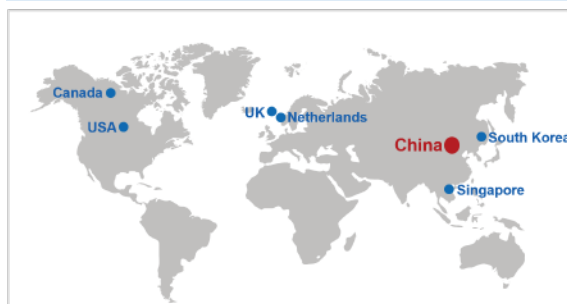 Canada
USA
UK
Netherlands
China
South Korea
Singapore